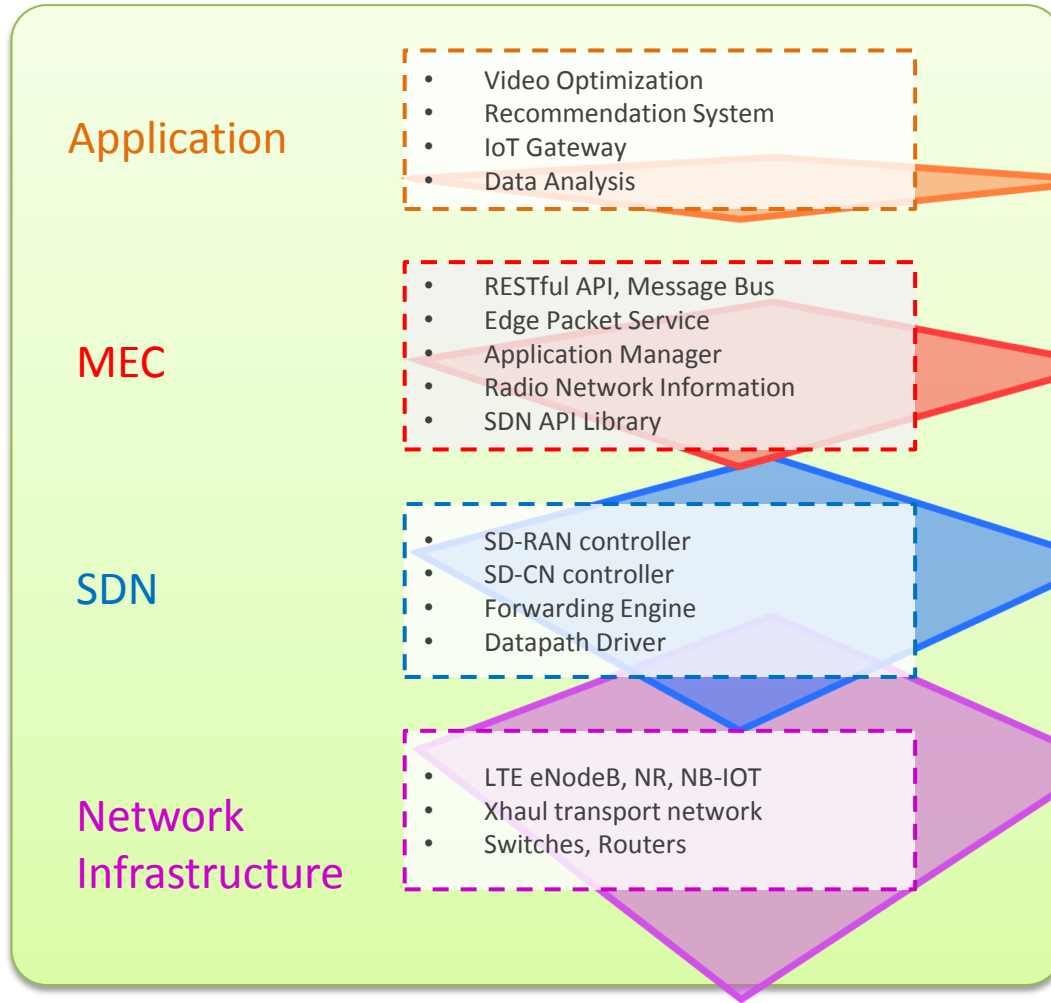 Application
• Video Optimization
• Recommendation System
• IoT Gateway
• Data Analysis
MEC
• RESTful API, Message Bus
• Edge Packet Service
• Application Manager
• Radio Network Information
• SDN API Library
SDN
• SD-RAN controller
• SD-CN controller
• Forwarding Engine
• Datapath Driver
Network
Infrastructure
• LTE eNodeB, NR, NB-IOT
• Xhaul transport network
• Switches, Routers